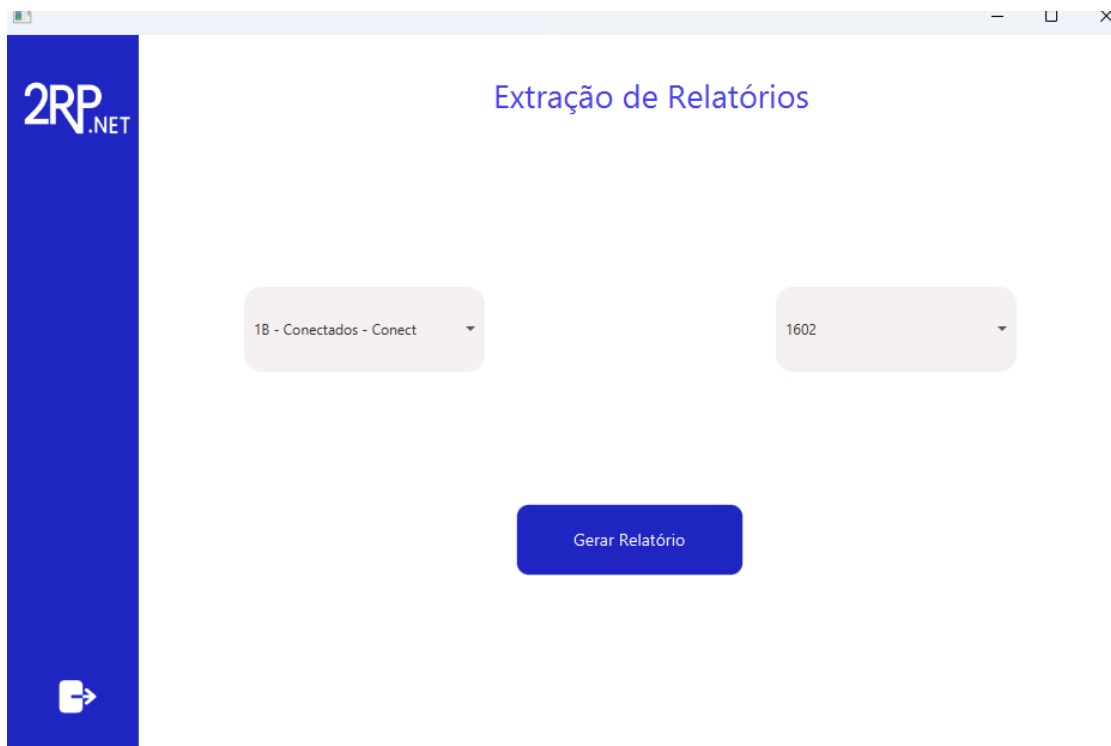 2RP.NET
Extração de Relatórios
1B - Conectados - Conect
1602
Gerar Relatório